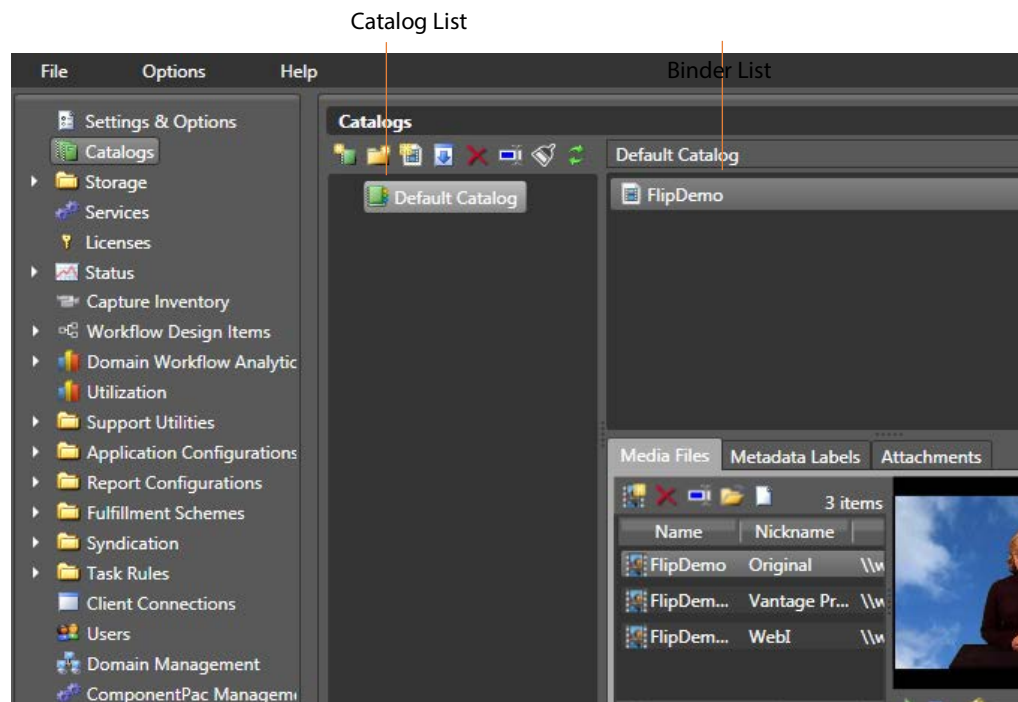 Catalog List
Binder List
File Options Help
Settings & Options
Catalogs
Storage
Services
Licenses
Status
Capture Inventory
Workflow Design Items
Domain Workflow Analytic
Utilization
Support Utilities
Application Configurations
Report Configurations
Fulfillment Schemes
Syndication
Task Rules
Client Connections
Users
Domain Management
ComponentPac Managem
Catalogs
Default Catalog
Default Catalog
FlipDemo
Media Files Metadata Labels Attachments
3 items
Name Nickname
FlipDemo Original \\w
FlipDem... Vantage Pr... \\w
FlipDem... WebI \\w